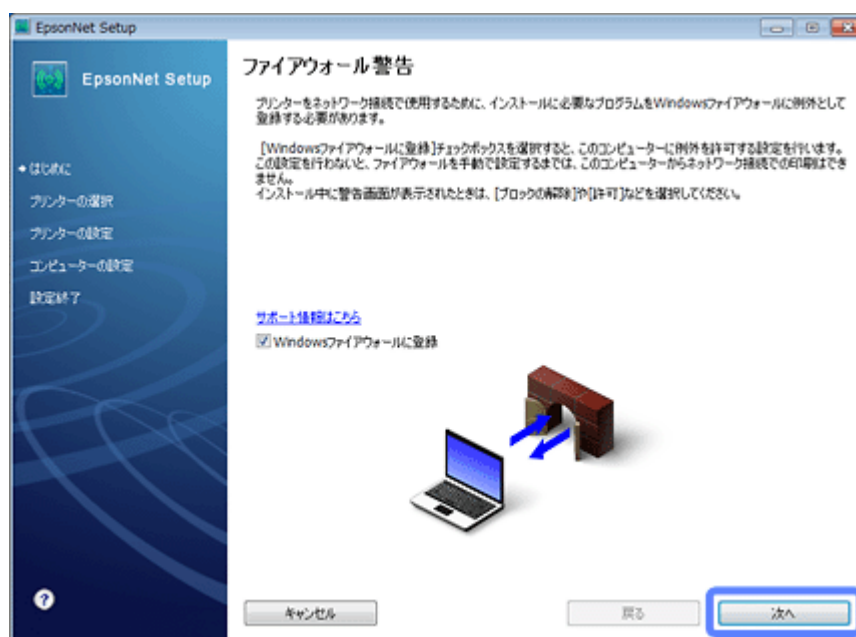 EpsonNet Setup
EpsonNet Setup
はじめに
プリンターの選択
プリンターの設定
コンピューターの設定
設定終了
ファイアウォール警告
プリンターをネットワーク接続で使用するために、インストールに必要なプログラムをWindowsファイアウォールに例外として
登録する必要があります。
[Windowsファイアウォールに登録]チェックボックスを選択すると、このコンピューターに例外を許可する設定を行います。
この設定を行わないと、ファイアウォールを手動で設定するまでは、このコンピューターからネットワーク接続での印刷はでき
ません。
インストール中に警告画面が表示されたときは、[ブロックの解除]や[許可]などを選択してください。
サポート情報はこちら
Windowsファイアウォールに登録
?
キャンセル
戻る
次へ